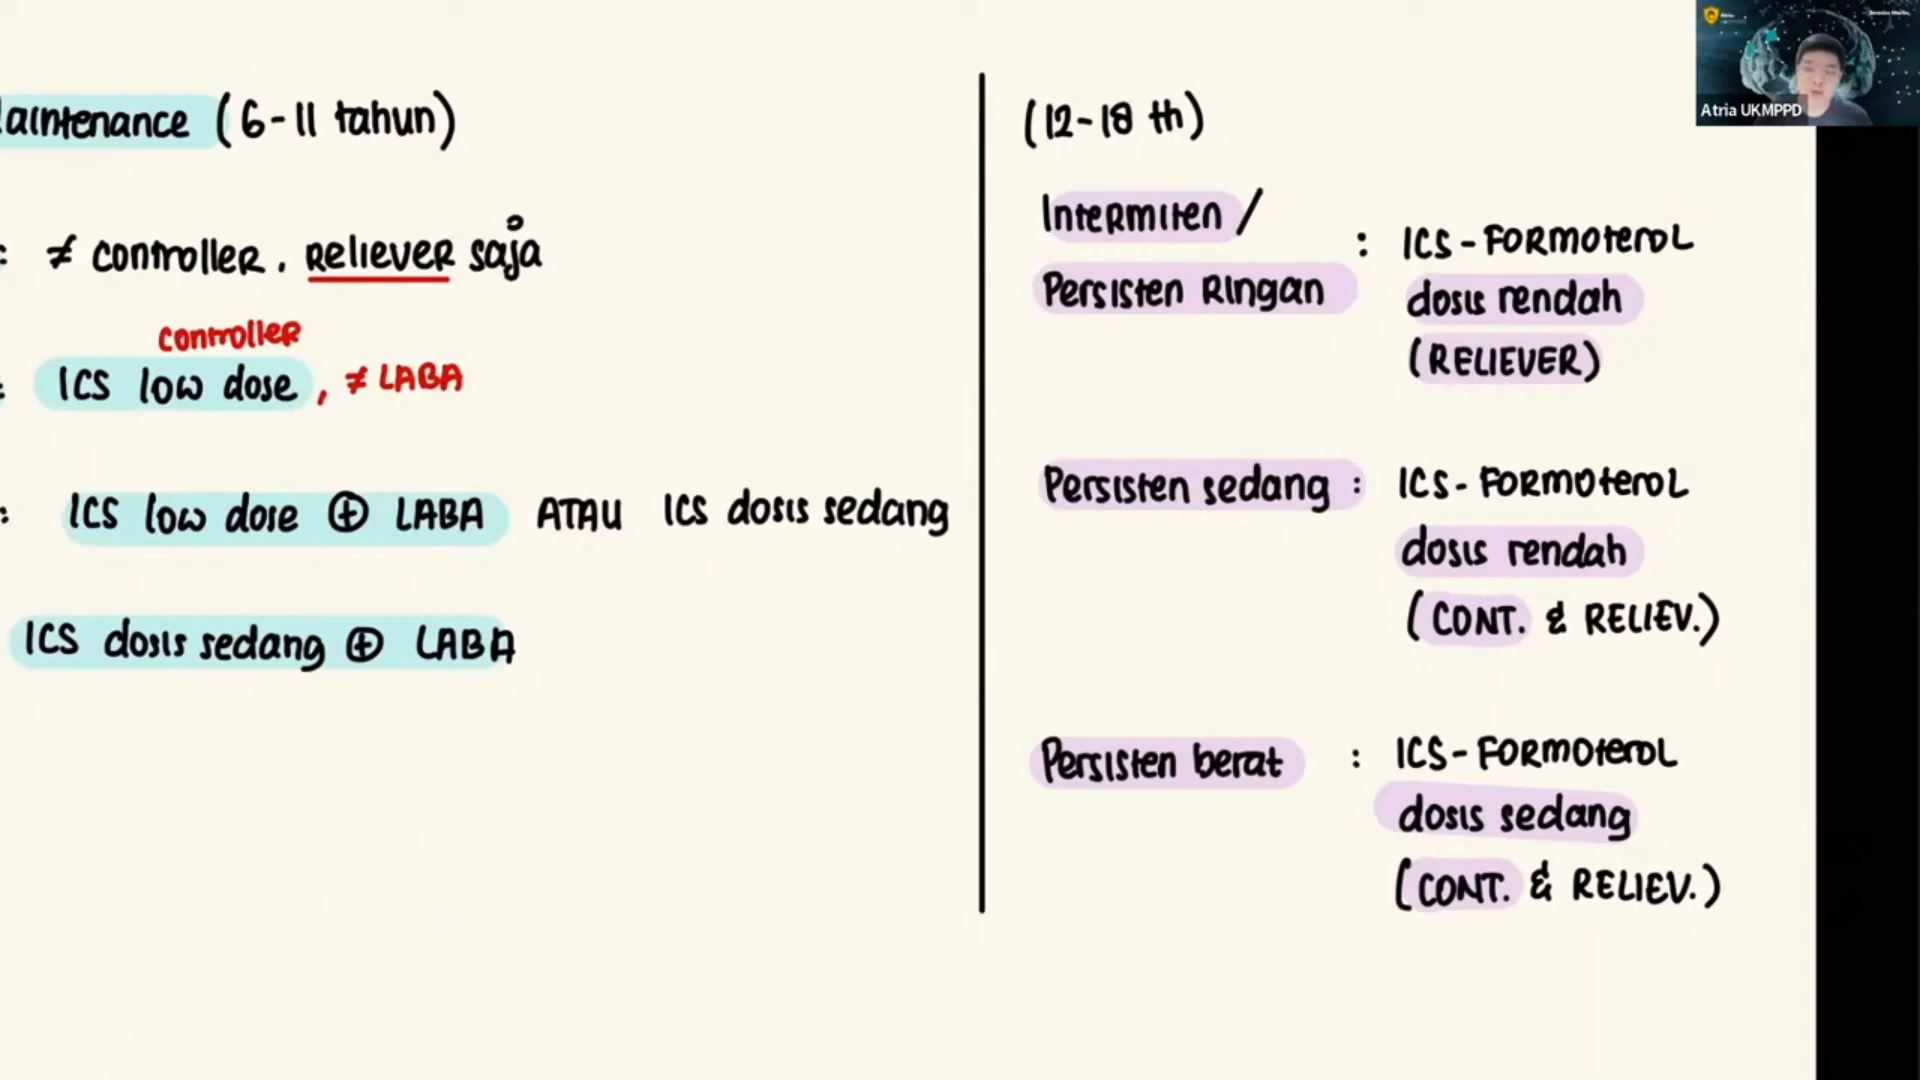 aintenance (6-11 tahun)
: ≠ controller. Reliever saja
controller
: ICS low dose, ≠ LABA
: ICS low dose ⊕ LABA ATAU ICS dosis sedang
ICS dosis sedang ⊕ LABA
(12-18 th)
Intermiten /
Persisten Ringan : ICS-Formoterol
dosis rendah
(RELIEVER)
Persisten sedang : ICS-Formoterol
dosis rendah
(CONT. & RELIEV.)
Persisten berat : ICS-Formoterol
dosis sedang
(CONT. & RELIEV.)
Atria UKMPPD